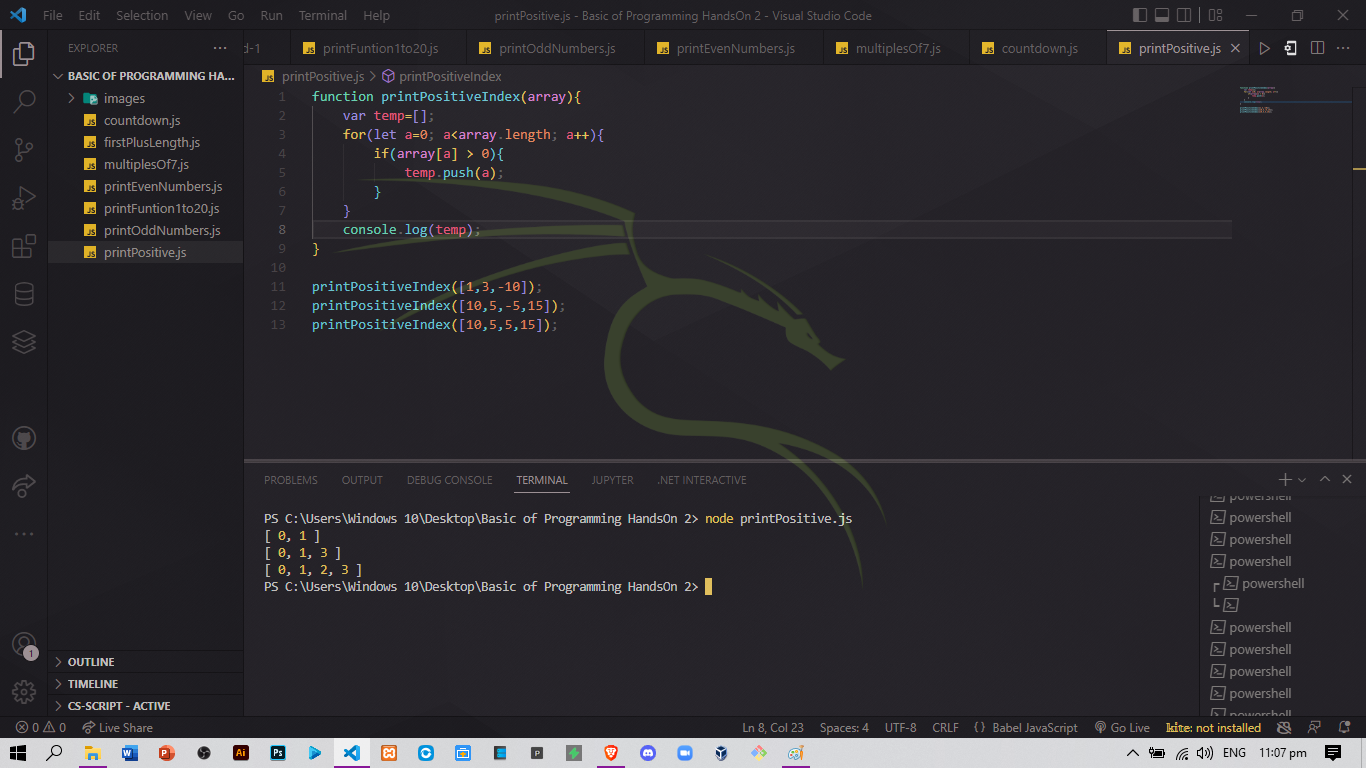 File Edit Selection View Go Run Terminal Help printPositive.js - Basic of Programming HandsOn 2 - Visual Studio Code
EXPLORER
d-1 printFuntion1to20.js printOddNumbers.js printEvenNumbers.js multiplesOf7.js countdown.js printPositive.js
BASIC OF PROGRAMMING HA...
images
countdown.js
firstPlusLength.js
multiplesOf7.js
printEvenNumbers.js
printFuntion1to20.js
printOddNumbers.js
printPositive.js
OUTLINE
TIMELINE
CS-SCRIPT - ACTIVE
printPositive.js > printPositiveIndex
1 function printPositiveIndex(array){
2 var temp=[];
3 for(let a=0; a<array.length; a++){
4 if(array[a] > 0){
5 temp.push(a);
6 }
7 }
8 console.log(temp);
9 }
10
11 printPositiveIndex([1,3,-10]);
12 printPositiveIndex([10,5,-5,15]);
13 printPositiveIndex([10,5,5,15]);
PROBLEMS OUTPUT DEBUG CONSOLE TERMINAL JUPYTER .NET INTERACTIVE
PS C:\Users\Windows 10\Desktop\Basic of Programming HandsOn 2> node printPositive.js
[ 0, 1 ]
[ 0, 1, 3 ]
[ 0, 1, 2, 3 ]
PS C:\Users\Windows 10\Desktop\Basic of Programming HandsOn 2>
powershell
powershell
powershell
powershell
powershell
powershell
powershell
powershell
powershell
powershell
1
0 0 Live Share Ln 8, Col 23 Spaces: 4 UTF-8 CRLF Babel JavaScript Go Live kite: not installed
ENG 11:07 pm